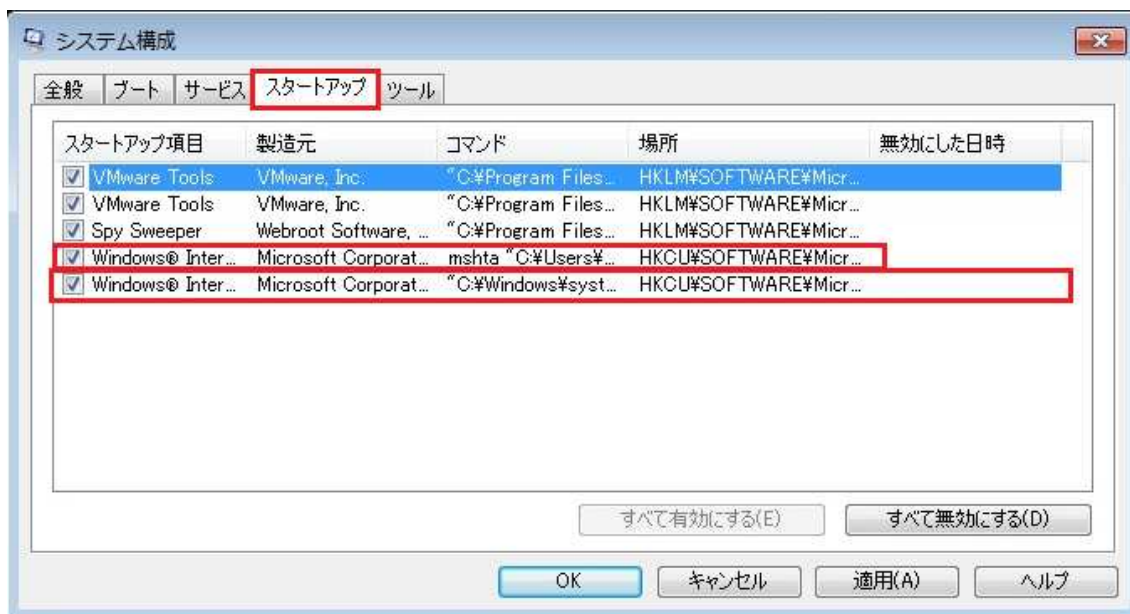 システム構成
全般 ブート サービス スタートアップ ツール
スタートアップ項目 製造元 コマンド 場所 無効にした日時
VMware Tools VMware, Inc. "C:¥Program Files... HKLM¥SOFTWARE¥Micr...
VMware Tools VMware, Inc. "C:¥Program Files... HKLM¥SOFTWARE¥Micr...
Spy Sweeper Webroot Software, ... "C:¥Program Files... HKLM¥SOFTWARE¥Micr...
Windows® Inter... Microsoft Corporat... mshta "C:¥Users¥... HKCU¥SOFTWARE¥Micr...
Windows® Inter... Microsoft Corporat... "C:¥Windows¥syst... HKCU¥SOFTWARE¥Micr...
すべて有効にする(E) すべて無効にする(D)
OK キャンセル 適用(A) ヘルプ